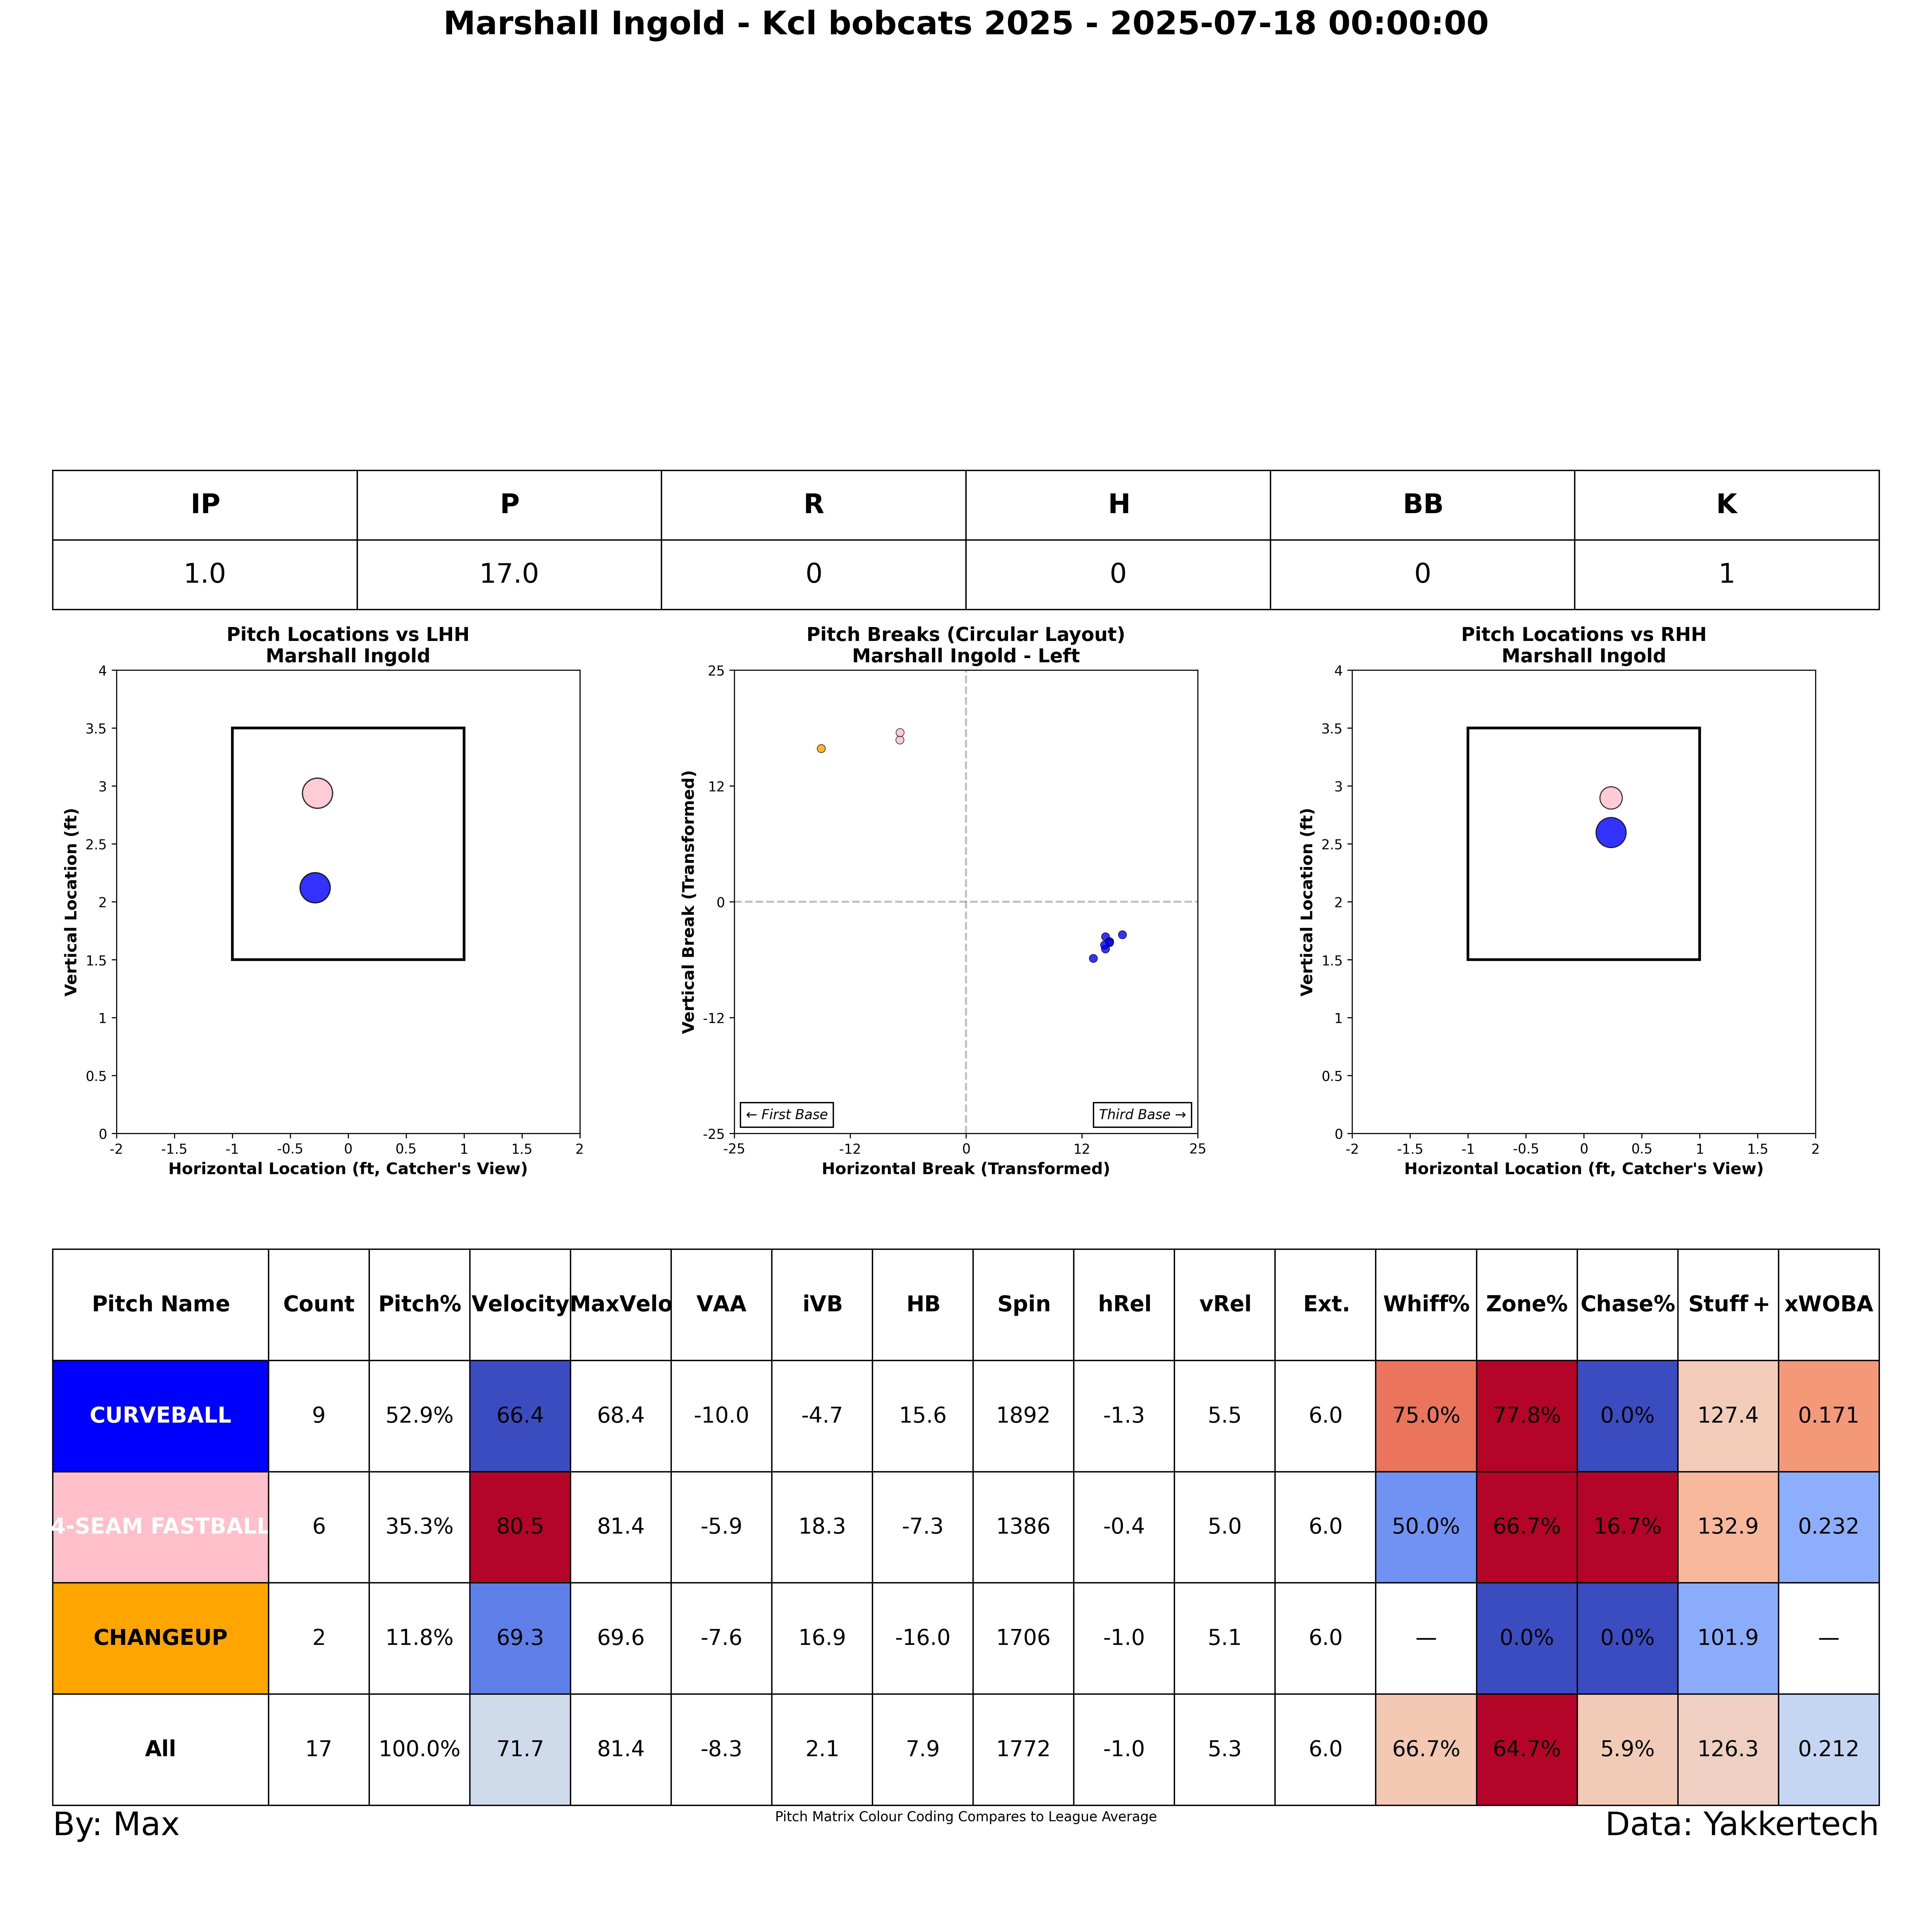 Marshall Ingold - Kcl bobcats 2025 - 2025-07-18 00:00:00
IP P R H BB K
1.0 17.0 0 0 0 1
Pitch Locations vs LHH
Marshall Ingold
4
3.5
3
2.5
2
1.5
1
0.5
0
-2 -1.5 -1 -0.5 0 0.5 1 1.5 2
Vertical Location (ft)
Horizontal Location (ft, Catcher's View)
Pitch Breaks (Circular Layout)
Marshall Ingold - Left
25
12
0
-12
-25
← First Base
Third Base →
-25 -12 0 12 25
Vertical Break (Transformed)
Horizontal Break (Transformed)
Pitch Locations vs RHH
Marshall Ingold
4
3.5
3
2.5
2
1.5
1
0.5
0
-2 -1.5 -1 -0.5 0 0.5 1 1.5 2
Vertical Location (ft)
Horizontal Location (ft, Catcher's View)
Pitch Name Count Pitch% Velocity MaxVelo VAA iVB HB Spin hRel vRel Ext. Whiff% Zone% Chase% Stuff+ xWOBA
CURVEBALL 9 52.9% 66.4 68.4 -10.0 -4.7 15.6 1892 -1.3 5.5 6.0 75.0% 77.8% 0.0% 127.4 0.171
4-SEAM FASTBALL 6 35.3% 80.5 81.4 -5.9 18.3 -7.3 1386 -0.4 5.0 6.0 50.0% 66.7% 16.7% 132.9 0.232
CHANGEUP 2 11.8% 69.3 69.6 -7.6 16.9 -16.0 1706 -1.0 5.1 6.0 — 0.0% 0.0% 101.9 —
All 17 100.0% 71.7 81.4 -8.3 2.1 7.9 1772 -1.0 5.3 6.0 66.7% 64.7% 5.9% 126.3 0.212
By: Max
Pitch Matrix Colour Coding Compares to League Average
Data: Yakkertech